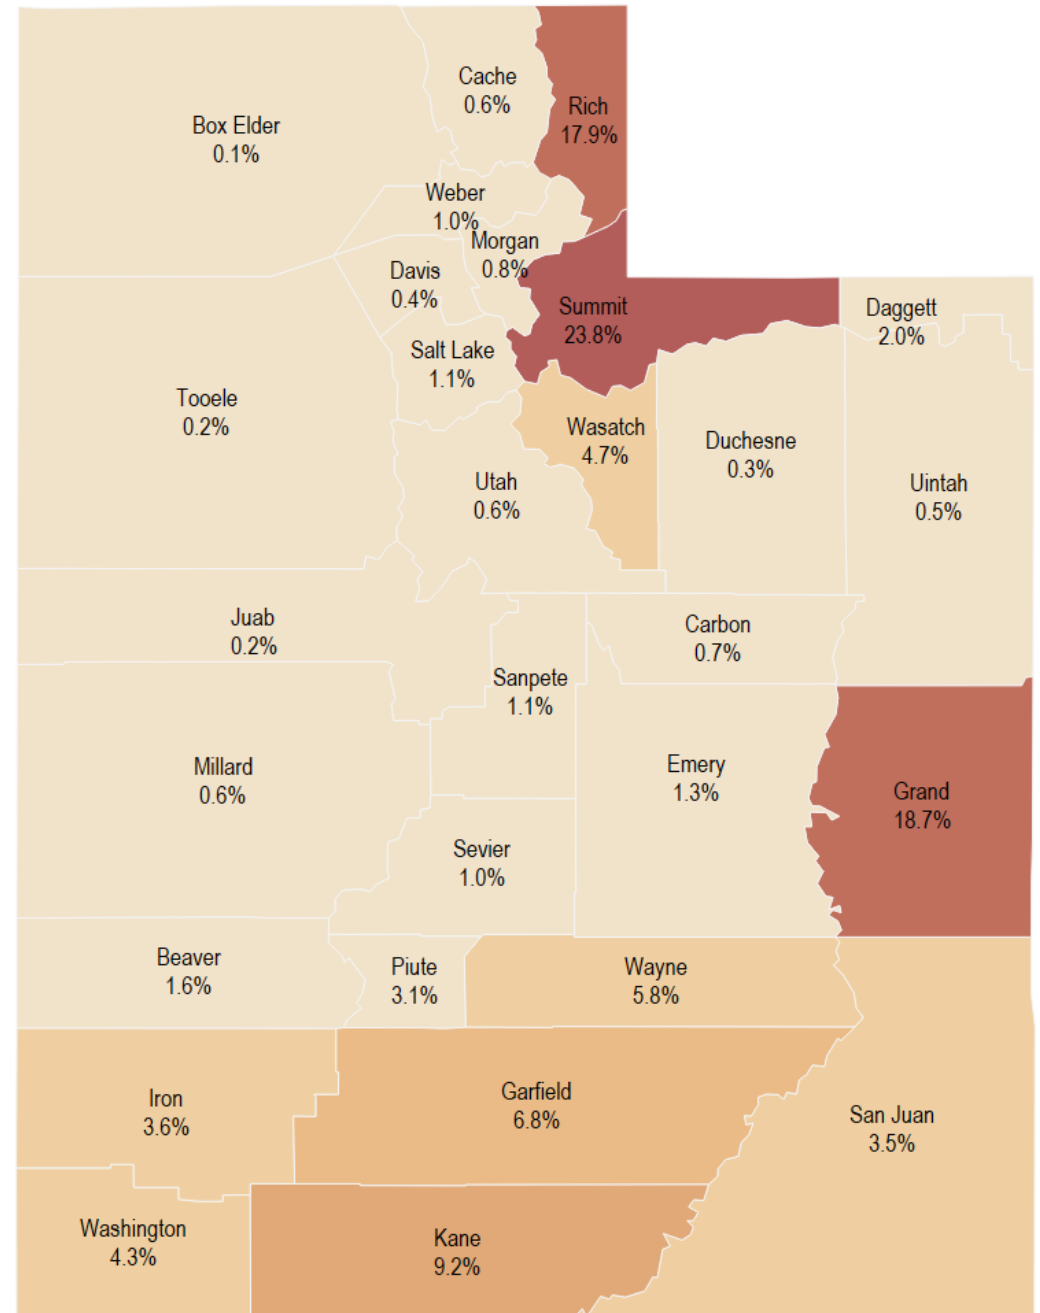 Cache
0.6%
Rich
17.9%
Box Elder
0.1%
Weber
1.0%
Morgan
0.8%
Davis
0.4%
Summit
23.8%
Daggett
2.0%
Salt Lake
1.1%
Tooele
0.2%
Wasatch
4.7%
Duchesne
0.3%
Utah
0.6%
Uintah
0.5%
Juab
0.2%
Carbon
0.7%
Sanpete
1.1%
Millard
0.6%
Emery
1.3%
Grand
18.7%
Sevier
1.0%
Beaver
1.6%
Piute
3.1%
Wayne
5.8%
Iron
3.6%
Garfield
6.8%
San Juan
3.5%
Washington
4.3%
Kane
9.2%